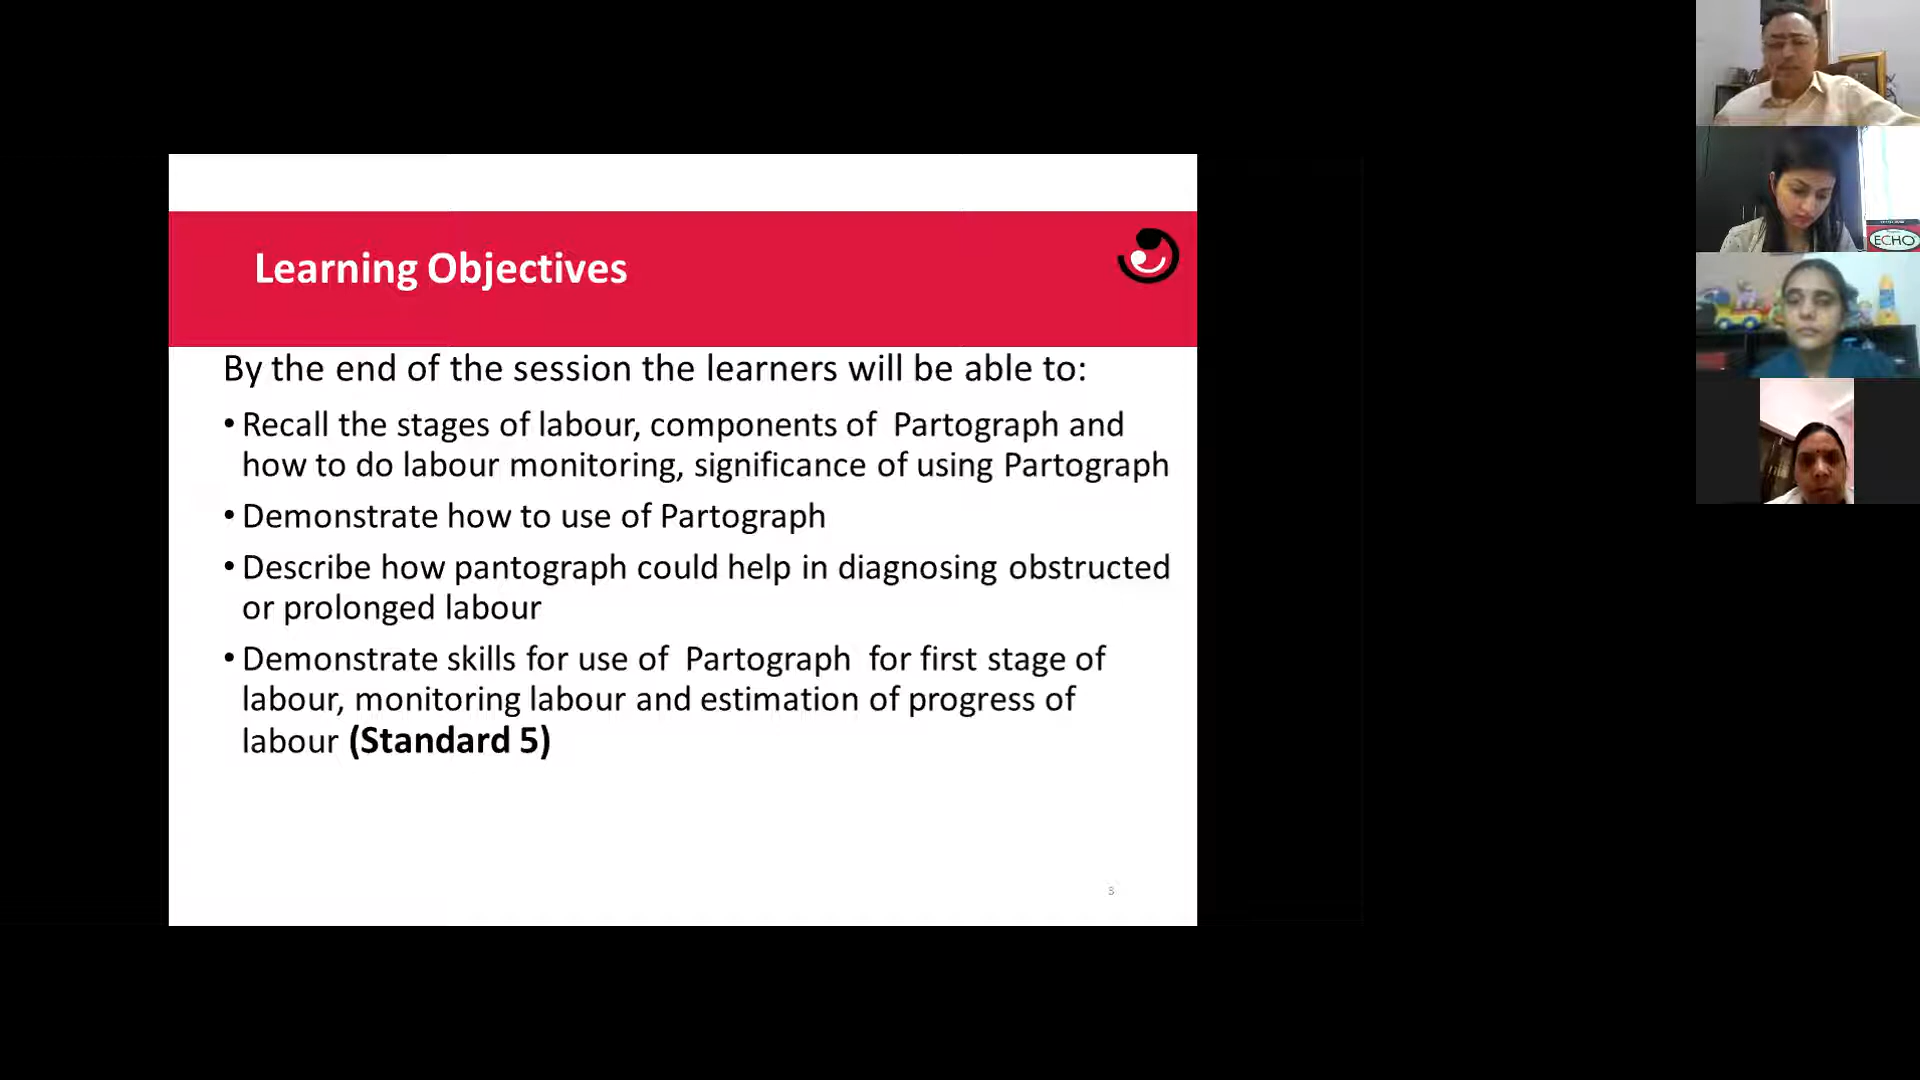 Learning Objectives
By the end of the session the learners will be able to:
• Recall the stages of labour, components of  Partograph and
how to do labour monitoring, significance of using Partograph
• Demonstrate how to use of Partograph
• Describe how pantograph could help in diagnosing obstructed
or prolonged labour
• Demonstrate skills for use of  Partograph  for first stage of
labour, monitoring labour and estimation of progress of
labour (Standard 5)
ECHO